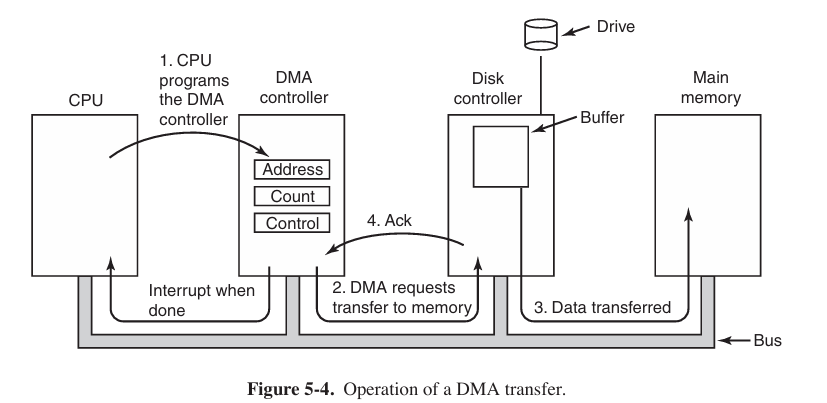 Drive
1. CPU
programs
the DMA
controller
CPU
DMA
controller
Disk
controller
Main
memory
Buffer
Address
Count
Control
4. Ack
Interrupt when
done
2. DMA requests
transfer to memory
3. Data transferred
Bus
Figure 5-4. Operation of a DMA transfer.